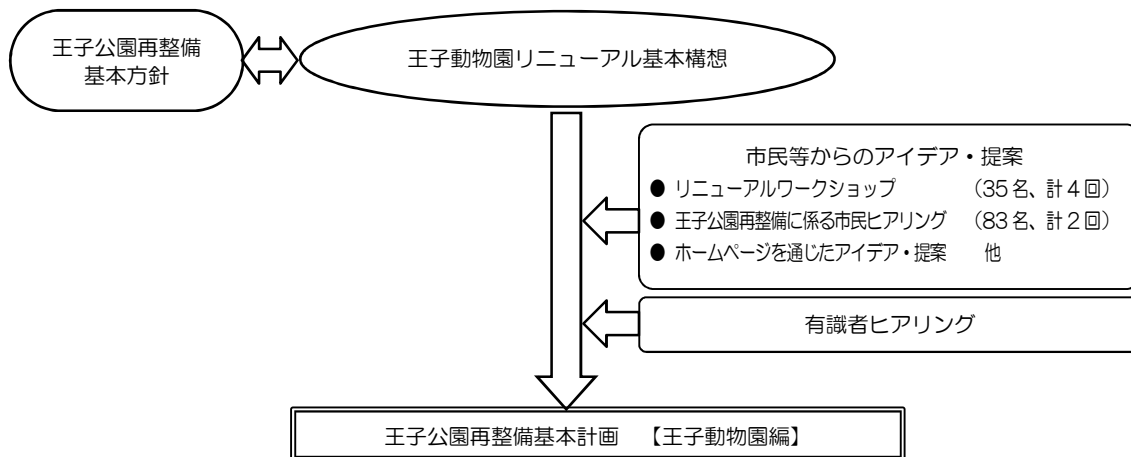 王子公園再整備
基本方針
王子動物園リニューアル基本構想
市民等からのアイデア・提案
● リニューアルワークショップ　　　（35名、計4回）
● 王子公園再整備に係る市民ヒアリング　（83名、計2回）
● ホームページを通じたアイデア・提案　　他
有識者ヒアリング
王子公園再整備基本計画　【王子動物園編】